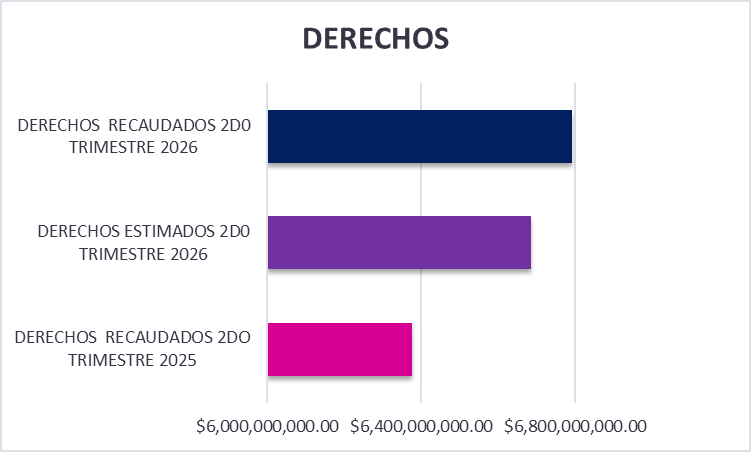 DERECHOS
DERECHOS RECAUDADOS 2D0
TRIMESTRE 2026
DERECHOS ESTIMADOS 2D0
TRIMESTRE 2026
DERECHOS RECAUDADOS 2DO
TRIMESTRE 2025
$6,000,000,000.00 $6,400,000,000.00 $6,800,000,000.00